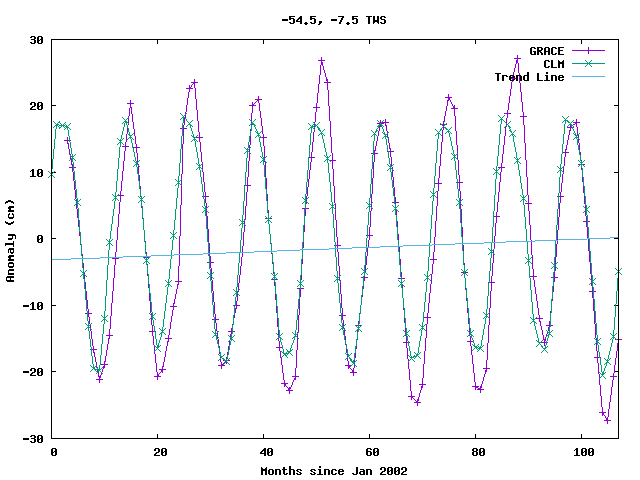 -54.5, -7.5 TWS
GRACE
CLM
Trend Line
30
20
10
0
-10
-20
-30
Anomaly (cm)
0 20 40 60 80 100
Months since Jan 2002